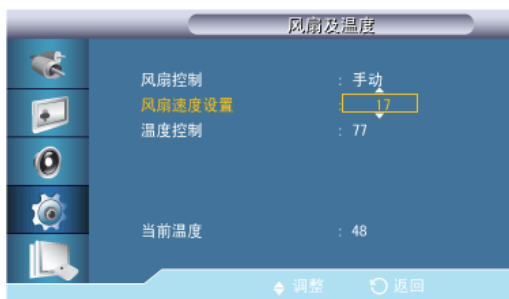 风扇及温度
风扇控制 : 手动
风扇速度设置 : 17
温度控制 : 77
当前温度 : 48
调整 返回